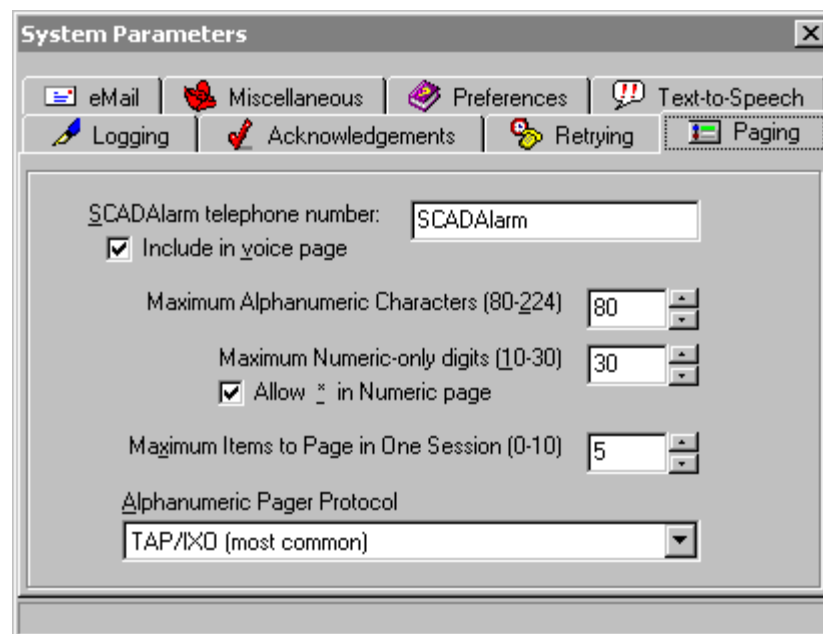 System Parameters
eMail Miscellaneous Preferences Text-to-Speech
Logging Acknowledgements Retrying Paging
SCADAlarm telephone number: SCADAlarm
Include in voice page
Maximum Alphanumeric Characters (80-224) 80
Maximum Numeric-only digits (10-30) 30
Allow * in Numeric page
Maximum Items to Page in One Session (0-10) 5
Alphanumeric Pager Protocol
TAP/IXO (most common)